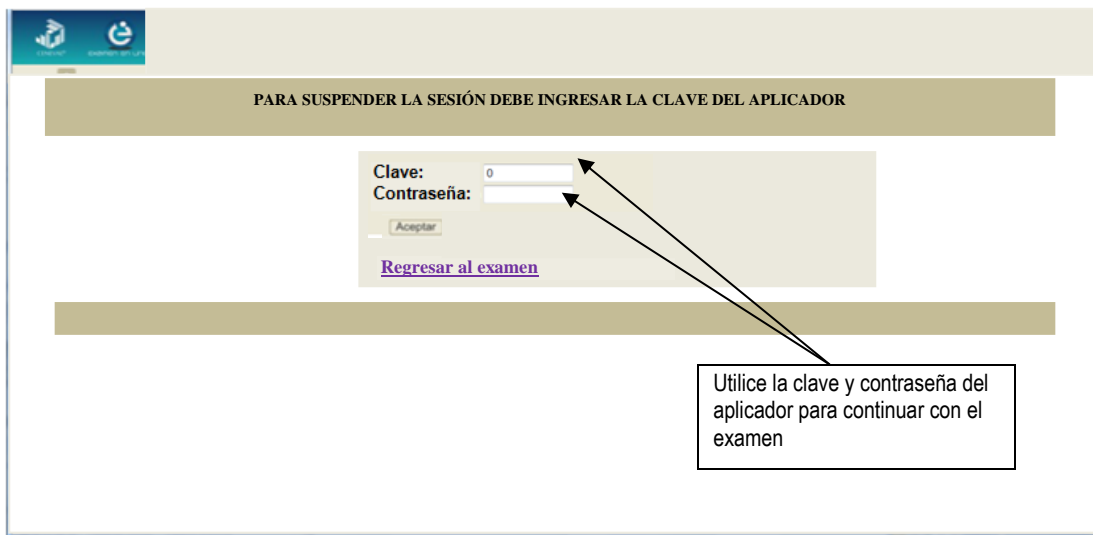 PARA SUSPENDER LA SESIÓN DEBE INGRESAR LA CLAVE DEL APLICADOR
Clave: 0
Contraseña:
Aceptar
Regresar al examen
Utilice la clave y contraseña del
aplicador para continuar con el
examen